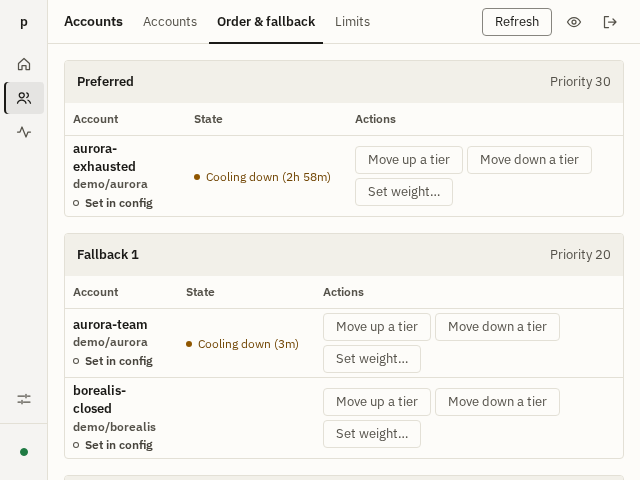 p
Accounts Accounts Order & fallback Limits Refresh
Preferred Priority 30
Account State Actions
aurora-
exhausted
demo/aurora
Set in config
Cooling down (2h 58m)
Move up a tier Move down a tier
Set weight...
Fallback 1 Priority 20
Account State Actions
aurora-team
demo/aurora
Set in config
Cooling down (3m)
Move up a tier Move down a tier
Set weight...
borealis-
closed
demo/borealis
Set in config
Move up a tier Move down a tier
Set weight...